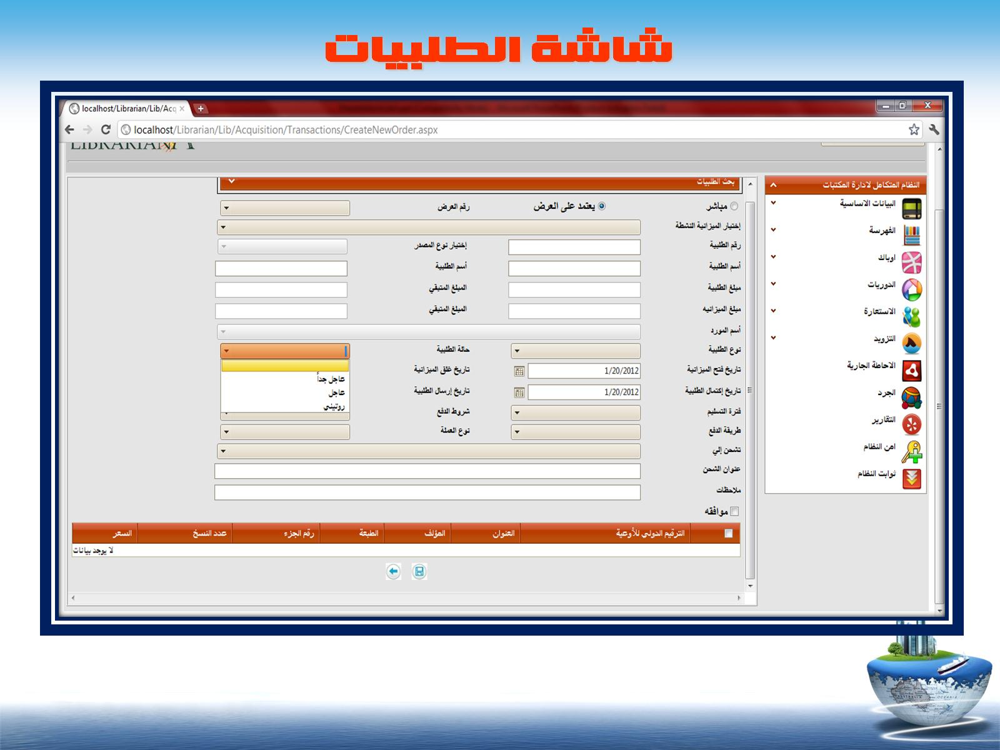 شاشة الطلبيات
localhost/Librarian/Lib/Acq
localhost/Librarian/Lib/Acquisition/Transactions/CreateNewOrder.aspx
LIBRARIAN
النظام المتكامل لادارة المكتبات
البيانات الاساسية
الفهرسة
اوباك
الدوريات
الاستعارة
التزويد
الاحاطة الجارية
الجرد
التقارير
امن النظام
ثوابت النظام
بحث الطلبيات
مباشر يعتمد على العرض رقم العرض
إختيار الميزانية النشطة
رقم الطلبية إختيار نوع المصدر
أسم الطلبية أسم الطلبية
مبلغ الطلبية المبلغ المتبقي
مبلغ الميزانيه المبلغ المتبقي
أسم المورد
نوع الطلبية حالة الطلبية
عاجل جداً
عاجل
روتيني
تاريخ فتح الميزانية 1/20/2012 تاريخ غلق الميزانية
تاريخ إكتمال الطلبية 1/20/2012 تاريخ إرسال الطلبية
فترة التسليم شروط الدفع
طريقة الدفع نوع العملة
تشحن إلي
عنوان الشحن
ملاحظات
موافقه
الترقيم الدولي للأوعية العنوان المؤلف الطبعة رقم الجزء عدد النسخ السعر
لا يوجد بيانات